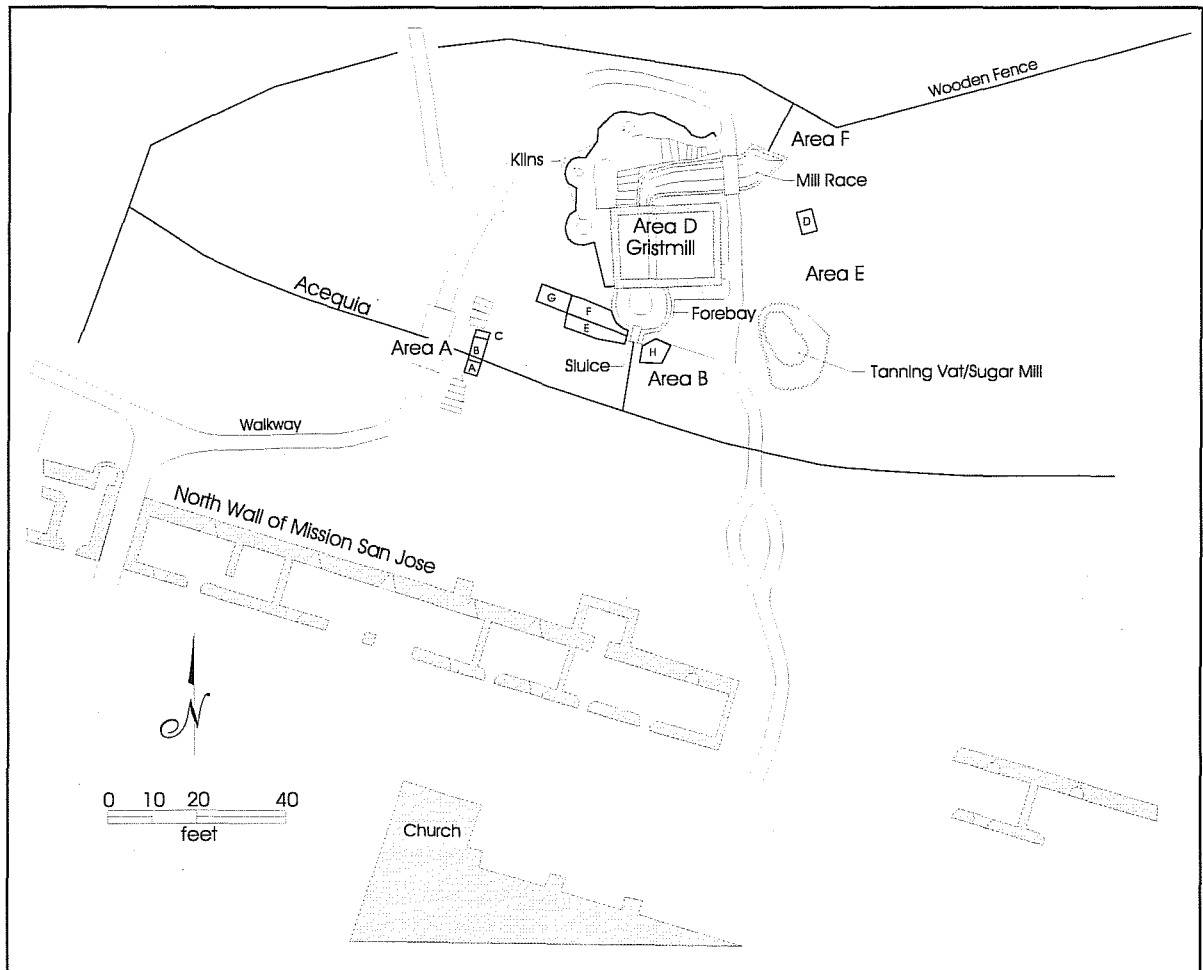 Wooden Fence
Area F
Kilns
Mill Race
D
Area D
Gristmill
Area E
Acequia
G
F
E
Forebay
C
Area A
B
A
Sluice
H
Area B
Tanning Vat/Sugar Mill
Walkway
North Wall of Mission San Jose
N
0 10 20 40
feet
Church